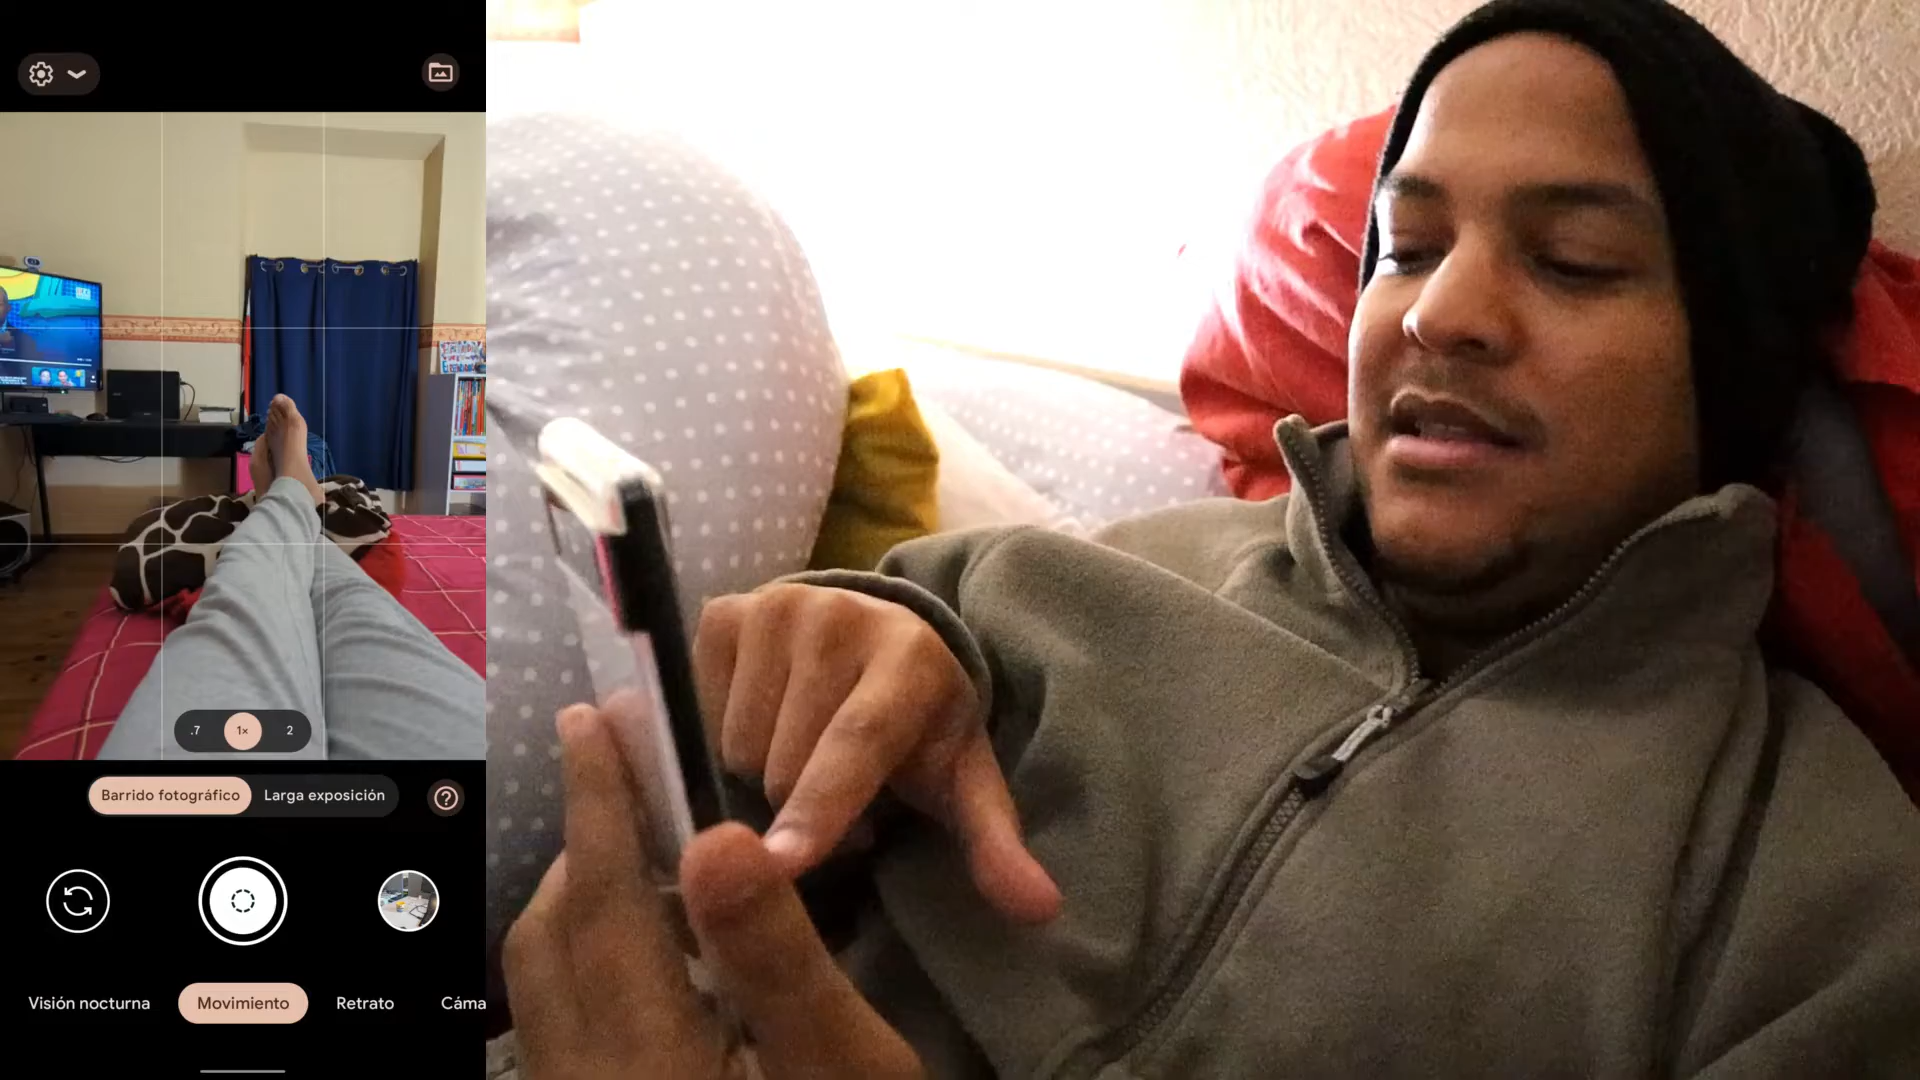 .7 1× 2
Barrido fotográfico Larga exposición
Visión nocturna Movimiento Retrato Cáma